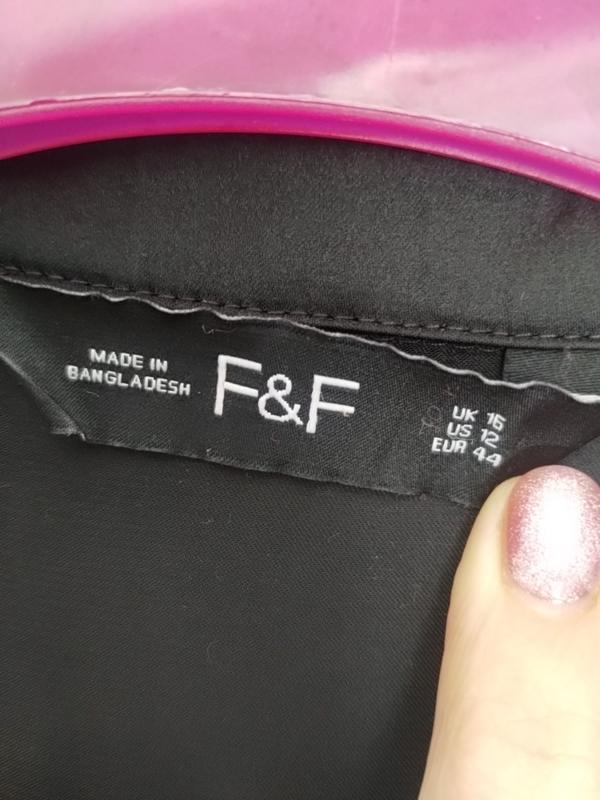 MADE IN
BANGLADESH
F&F
UK 16
US 12
EUR 44